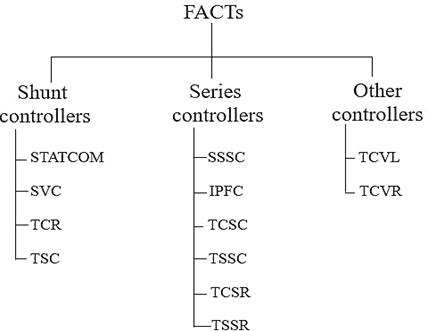 FACTs
Shunt
controllers
STATCOM
SVC
TCR
TSC
Series
controllers
SSSC
IPFC
TCSC
TSSC
TCSR
TSSR
Other
controllers
TCVL
TCVR